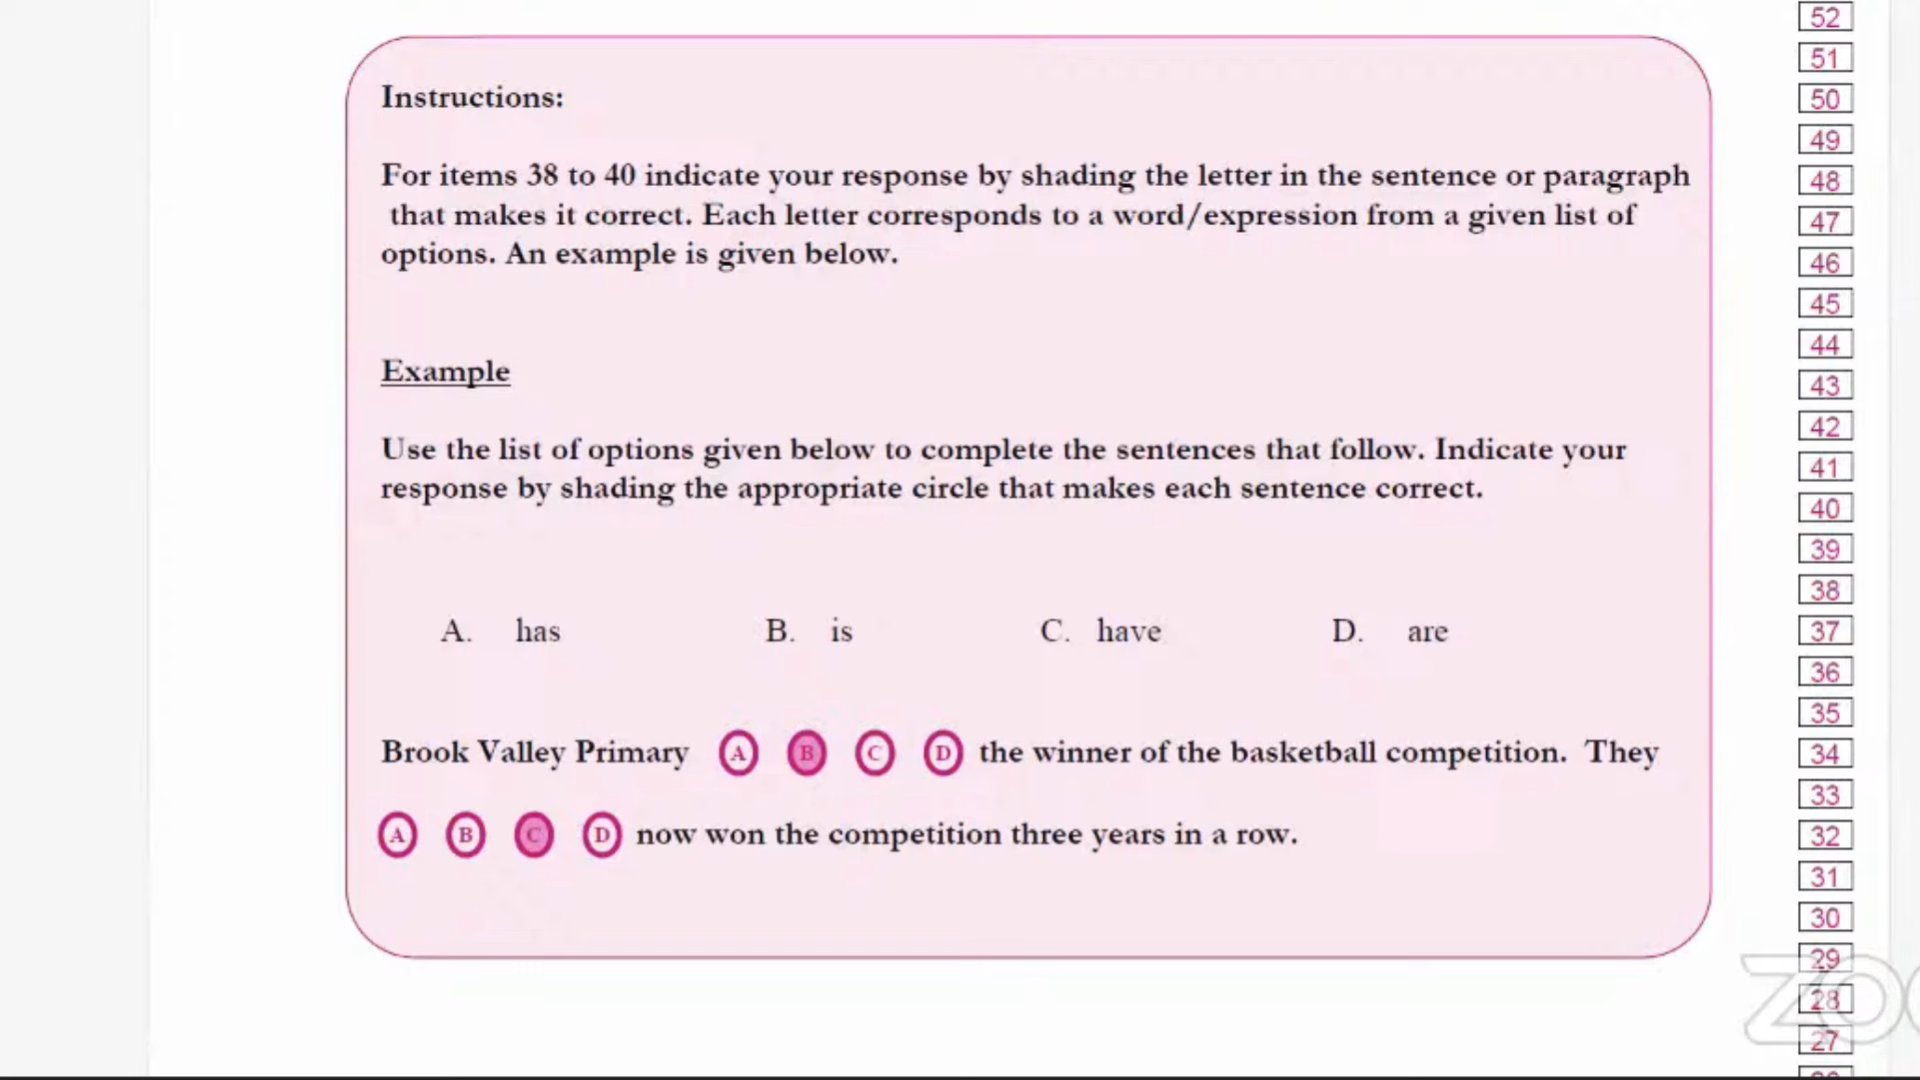 Instructions:
For items 38 to 40 indicate your response by shading the letter in the sentence or paragraph
that makes it correct. Each letter corresponds to a word/expression from a given list of
options. An example is given below.
Example
Use the list of options given below to complete the sentences that follow. Indicate your
response by shading the appropriate circle that makes each sentence correct.
A. has B. is C. have D. are
Brook Valley Primary A B C D the winner of the basketball competition. They
A B C D now won the competition three years in a row.
52
51
50
49
48
47
46
45
44
43
42
41
40
39
38
37
36
35
34
33
32
31
30
29
28
27